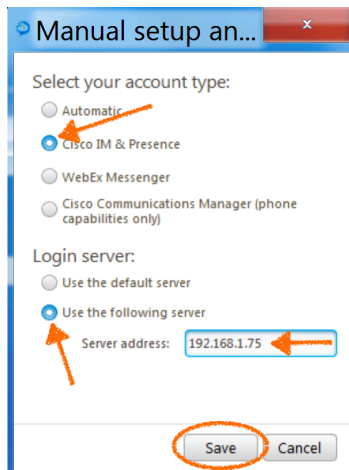 Manual setup an...
x
Select your account type:
Automatic
Cisco IM & Presence
WebEx Messenger
Cisco Communications Manager (phone
capabilities only)
Login server:
Use the default server
Use the following server
Server address: 192.168.1.75
Save Cancel